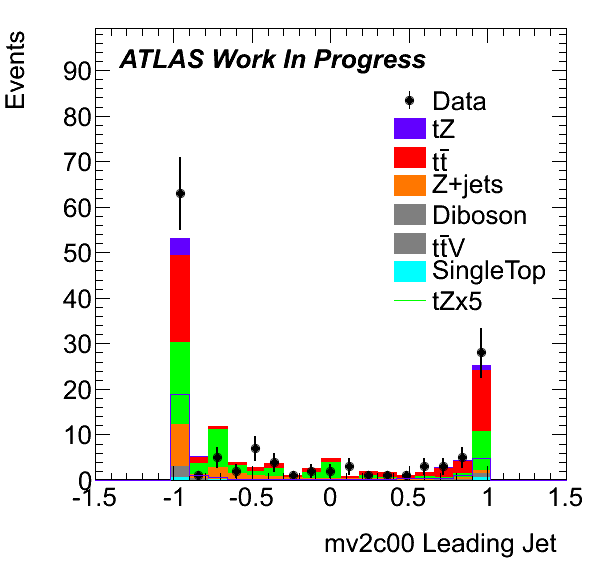 Events
ATLAS Work In Progress
Data
tZ
tt̄
Z+jets
Diboson
tt̄V
SingleTop
tZx5
90
80
70
60
50
40
30
20
10
0
-1.5 -1 -0.5 0 0.5 1 1.5
mv2c00 Leading Jet